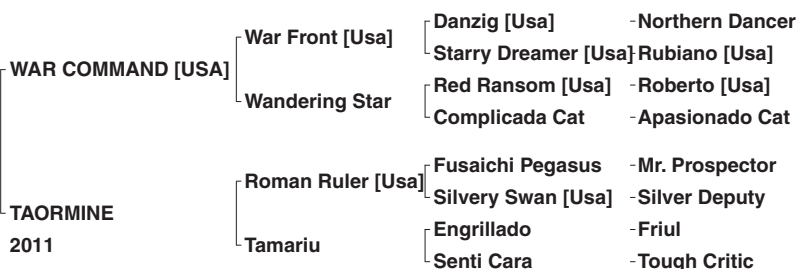 Danzig [Usa] -Northern Dancer
War Front [Usa]
Starry Dreamer [Usa]-Rubiano [Usa]
WAR COMMAND [USA]
Red Ransom [Usa] -Roberto [Usa]
Wandering Star
Complicada Cat -Apasionado Cat
Fusaichi Pegasus -Mr. Prospector
Roman Ruler [Usa]
Silvery Swan [Usa] -Silver Deputy
TAORMINE
Engrillado -Friul
2011 Tamariu
Senti Cara -Tough Critic